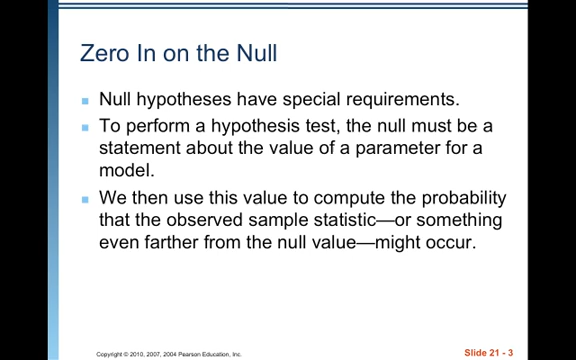 Zero In on the Null
Null hypotheses have special requirements.
To perform a hypothesis test, the null must be a
statement about the value of a parameter for a
model.
We then use this value to compute the probability
that the observed sample statistic—or something
even farther from the null value—might occur.
Copyright © 2010, 2007, 2004 Pearson Education, Inc.
Slide 21 - 3